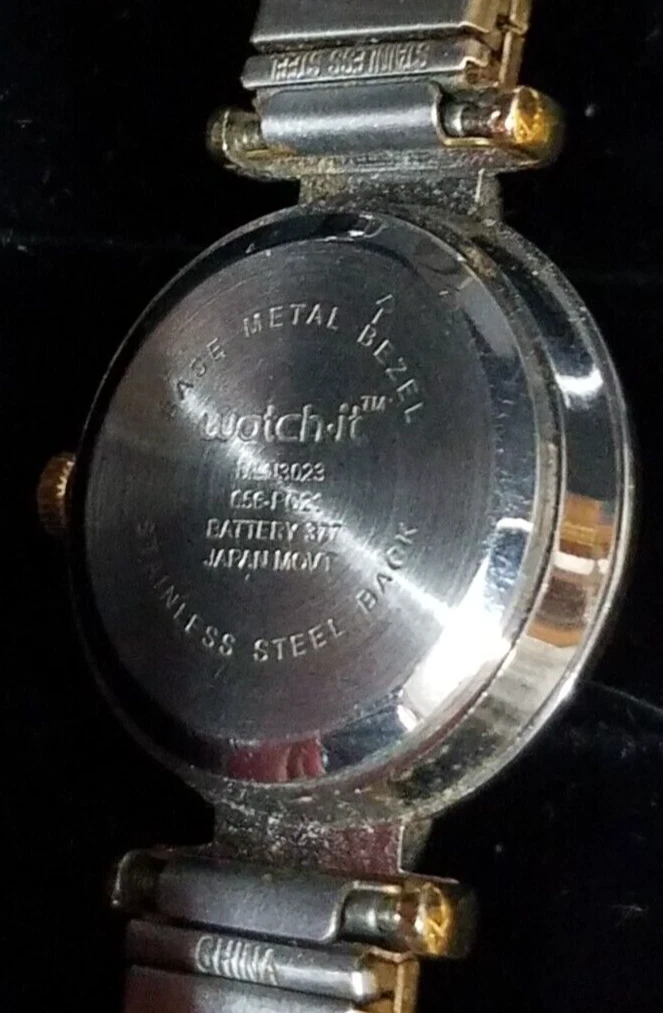 STAINLESS STEEL
BASE METAL BEZEL
watch·it™
BATTERY 377
JAPAN MOVT
STAINLESS STEEL BACK
CHINA